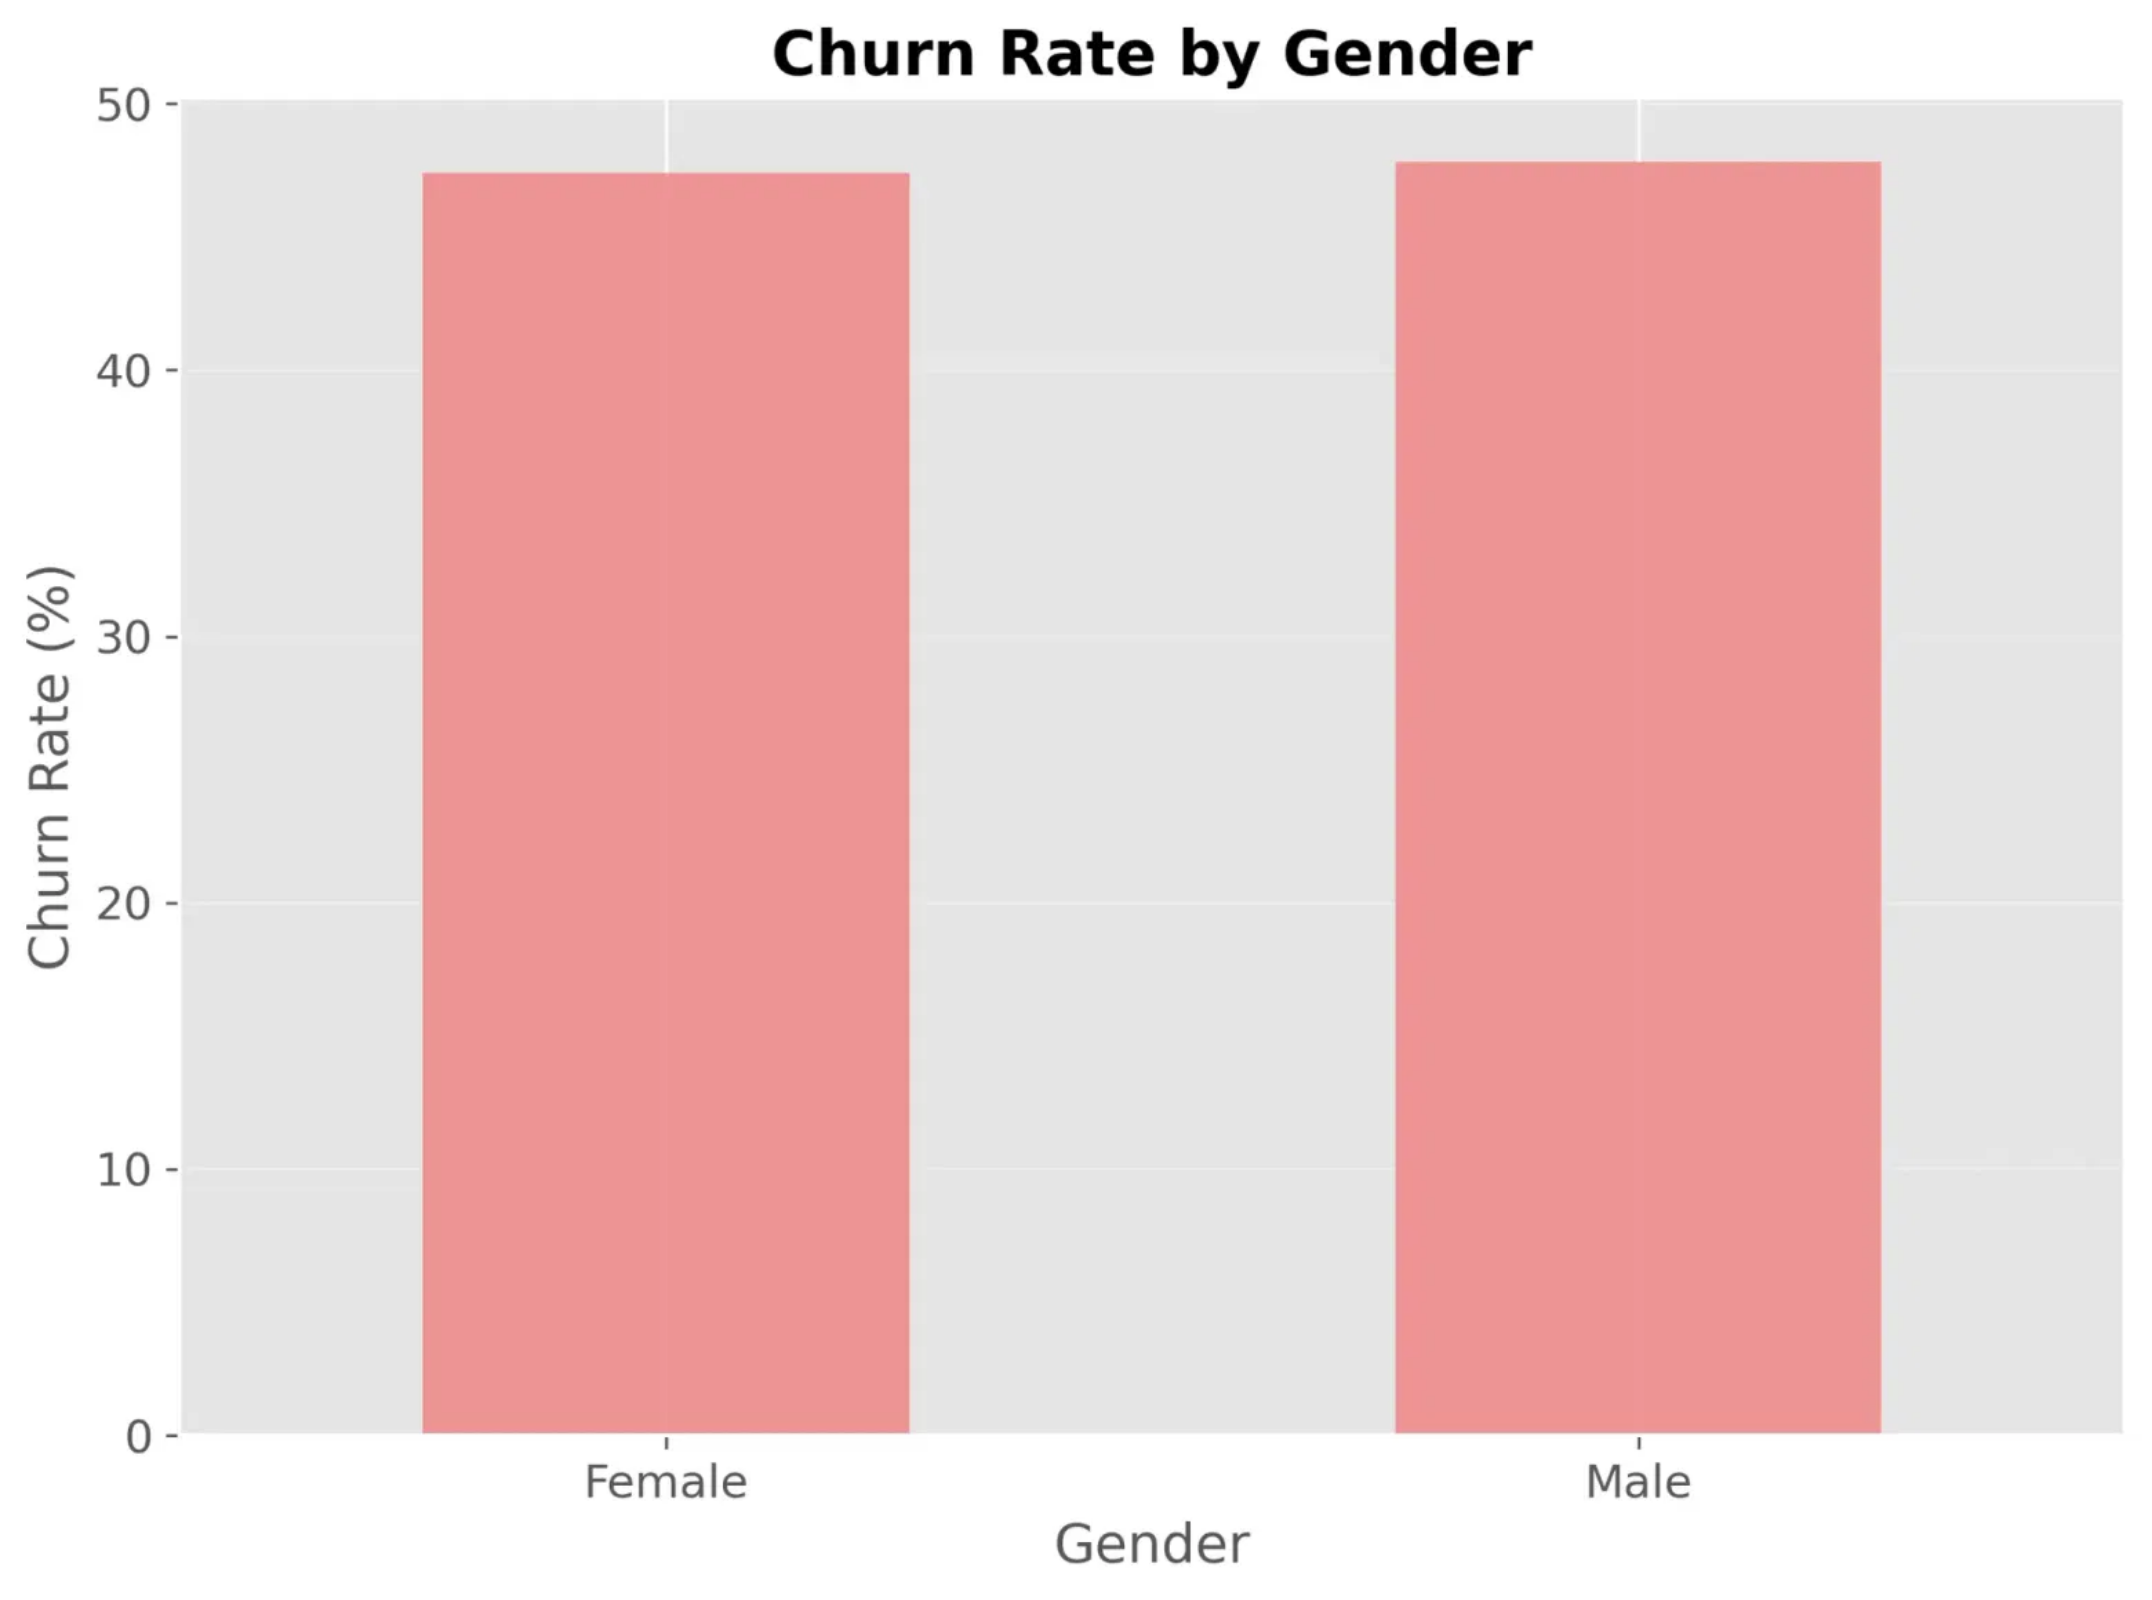 Churn Rate by Gender
Churn Rate (%)
50
40
30
20
10
0
Female
Male
Gender